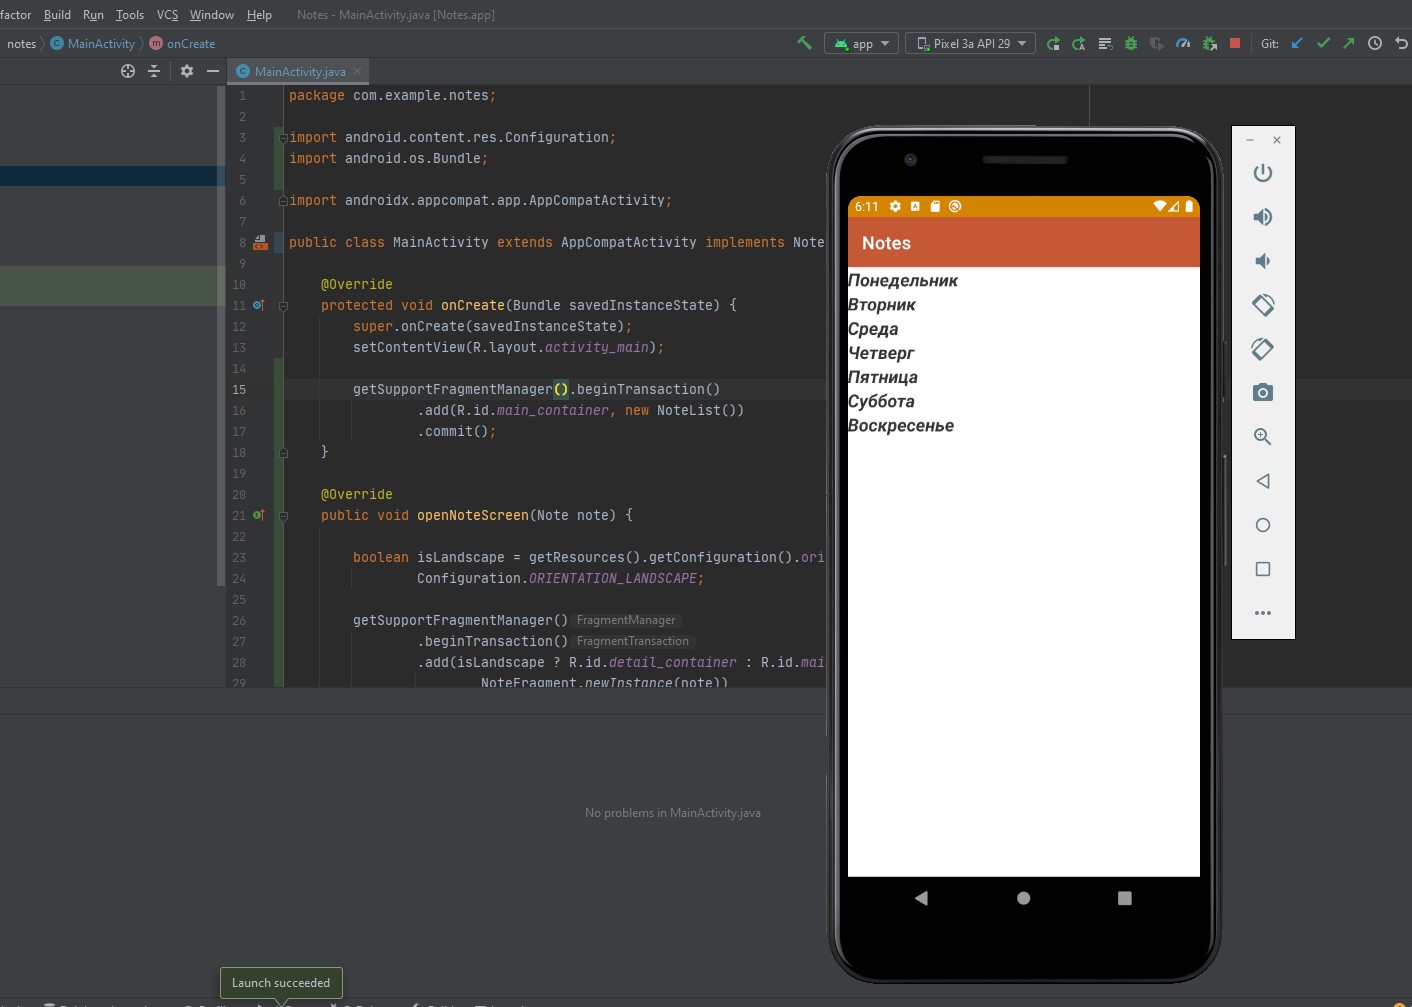 factor Build Run Tools VCS Window Help Notes - MainActivity.java [Notes.app]
notes MainActivity onCreate app Pixel 3a API 29 Git:
MainActivity.java
1 package com.example.notes;
2
3 import android.content.res.Configuration;
4 import android.os.Bundle;
5
6 import androidx.appcompat.app.AppCompatActivity;
7
8 public class MainActivity extends AppCompatActivity implements Note
9
10 @Override
11 protected void onCreate(Bundle savedInstanceState) {
12 super.onCreate(savedInstanceState);
13 setContentView(R.layout.activity_main);
14
15 getSupportFragmentManager().beginTransaction()
16 .add(R.id.main_container, new NoteList())
17 .commit();
18 }
19
20 @Override
21 public void openNoteScreen(Note note) {
22
23 boolean isLandscape = getResources().getConfiguration().ori
24 Configuration.ORIENTATION_LANDSCAPE;
25
26 getSupportFragmentManager() FragmentManager
27 .beginTransaction() FragmentTransaction
28 .add(isLandscape ? R.id.detail_container : R.id.mai
29 NoteFragment.newInstance(note))
6:11
Notes
Понедельник
Вторник
Среда
Четверг
Пятница
Суббота
Воскресенье
No problems in MainActivity.java
Launch succeeded